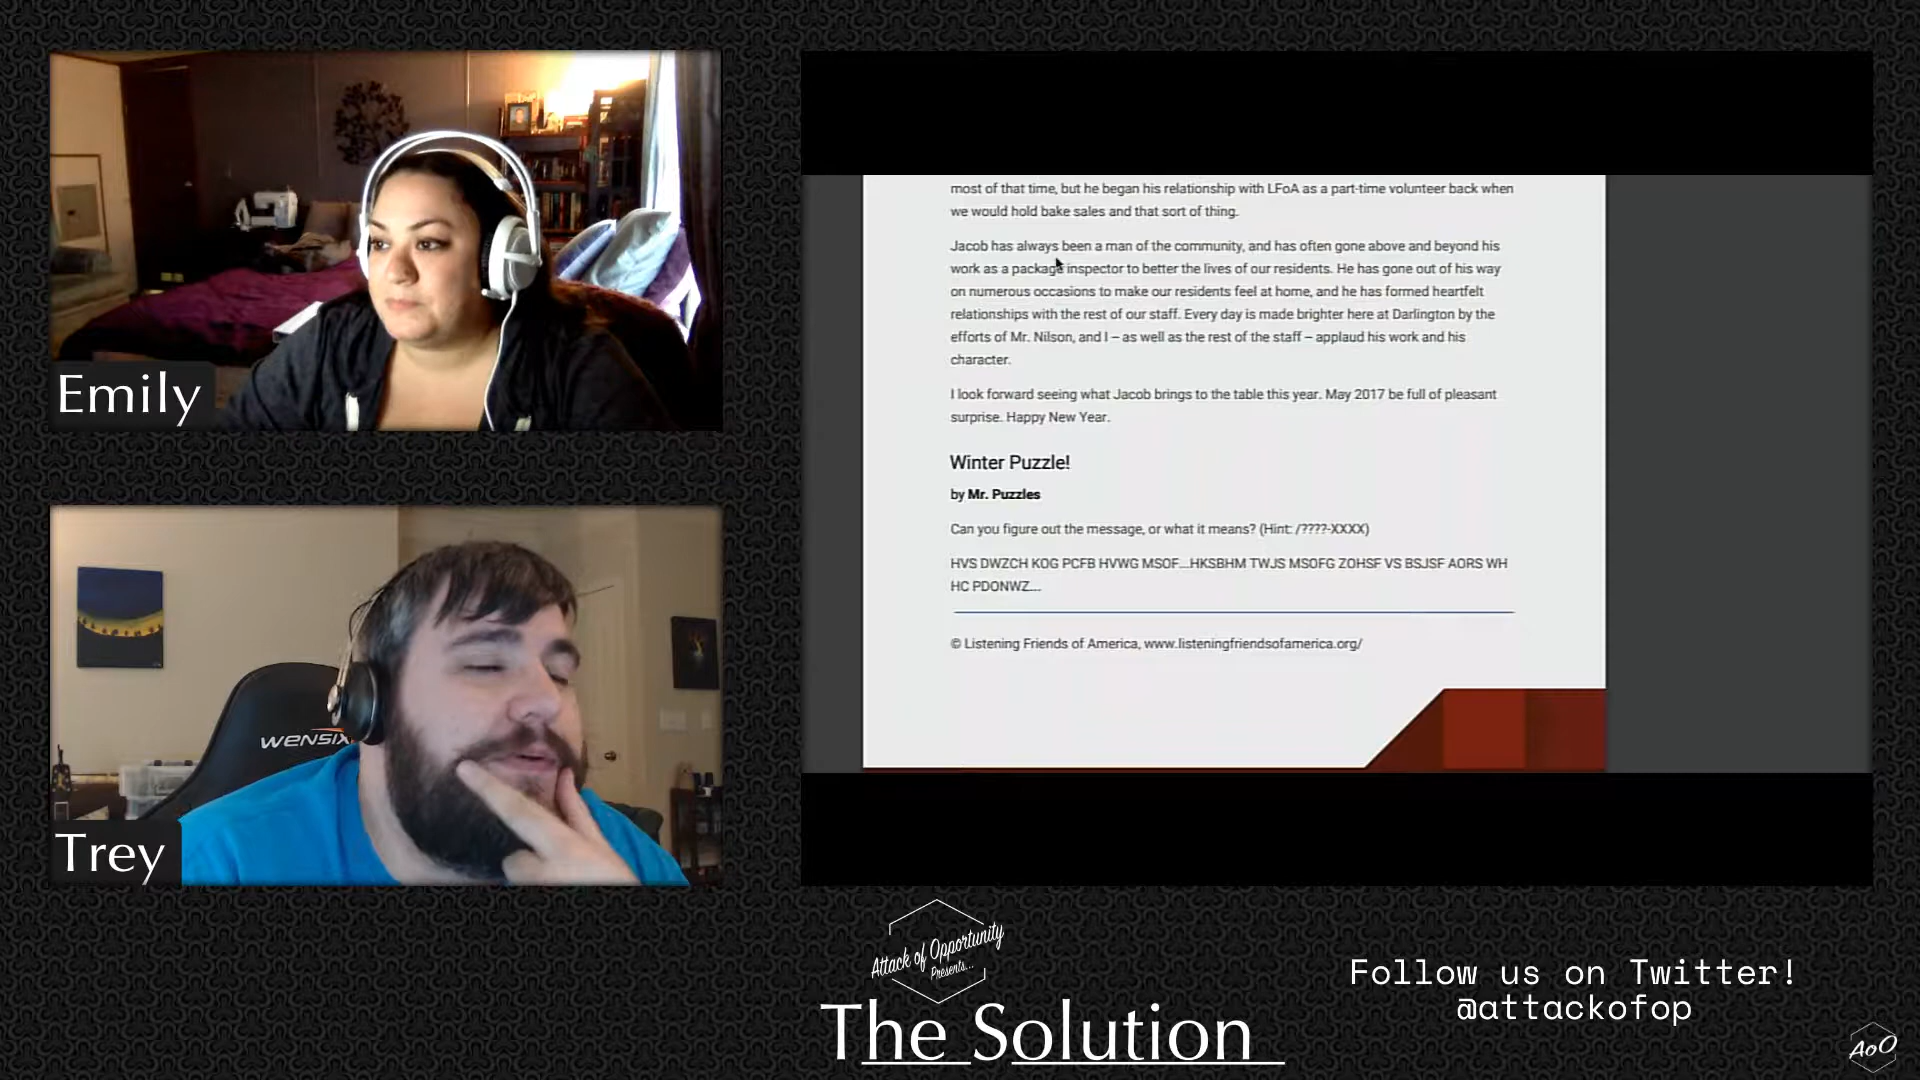 Emily
WENSIX
Trey
most of that time, but he began his relationship with LFoA as a part-time volunteer back when
we would hold bake sales and that sort of thing.
Jacob has always been a man of the community, and has often gone above and beyond his
work as a package inspector to better the lives of our residents. He has gone out of his way
on numerous occasions to make our residents feel at home, and he has formed heartfelt
relationships with the rest of our staff. Every day is made brighter here at Darlington by the
efforts of Mr. Nilson, and I – as well as the rest of the staff – applaud his work and his
character.
I look forward seeing what Jacob brings to the table this year. May 2017 be full of pleasant
surprise. Happy New Year.
Winter Puzzle!
by Mr. Puzzles
Can you figure out the message, or what it means? (Hint: /????-XXXX)
HVS DWZCH KOG PCFB HVWG MSOF...HKSBHM TWJS MSOFG ZOHSF VS BSJSF AORS WH
HC PDONWZ...
© Listening Friends of America, www.listeningfriendsofamerica.org/
Attack of Opportunity
Presents...
The Solution
Follow us on Twitter!
@attackofop
AoO